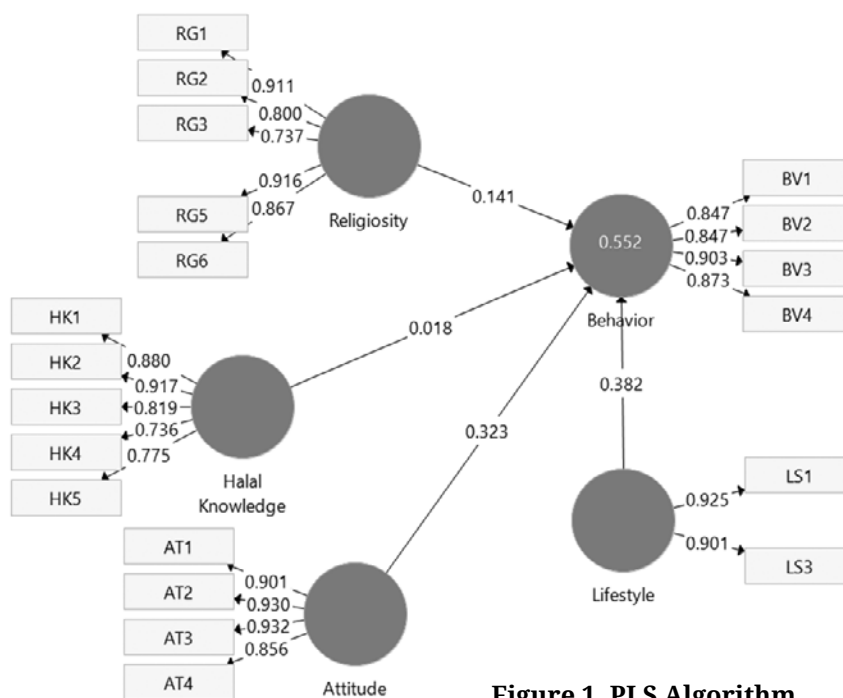 RG1
0.911
RG2
0.800
RG3
0.737
0.916
RG5
0.867
RG6
Religiosity
0.141
BV1
0.847
BV2
0.847
0.552
0.903
BV3
0.873
BV4
Behavior
HK1
0.880
HK2
0.917
HK3
0.819
0.736
HK4
0.775
HK5
Halal
Knowledge
0.018
0.323
0.382
AT1
0.901
AT2
0.930
0.932
AT3
0.856
AT4
Attitude
LS1
0.925
0.901
LS3
Lifestyle
Figure 1. PLS Algorithm